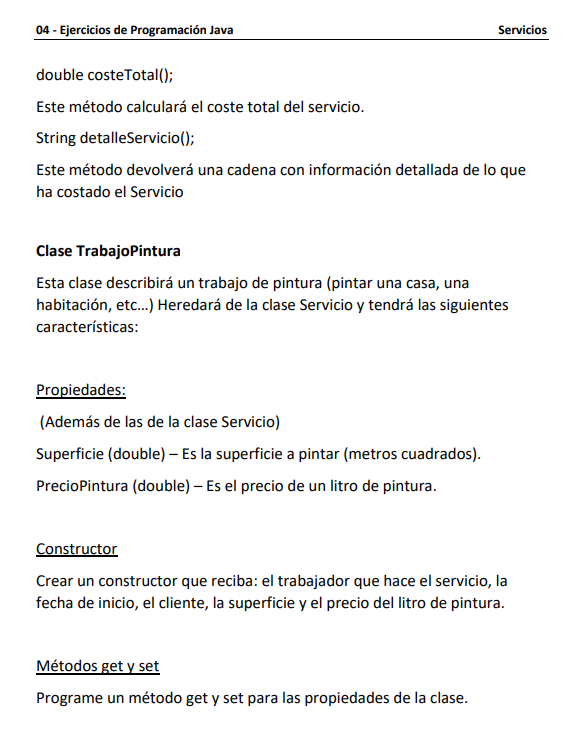 04 - Ejercicios de Programación Java Servicios
double costeTotal();
Este método calculará el coste total del servicio.
String detalleServicio();
Este método devolverá una cadena con información detallada de lo que
ha costado el Servicio
Clase TrabajoPintura
Esta clase describirá un trabajo de pintura (pintar una casa, una
habitación, etc…) Heredará de la clase Servicio y tendrá las siguientes
características:
Propiedades:
(Además de las de la clase Servicio)
Superficie (double) – Es la superficie a pintar (metros cuadrados).
PrecioPintura (double) – Es el precio de un litro de pintura.
Constructor
Crear un constructor que reciba: el trabajador que hace el servicio, la
fecha de inicio, el cliente, la superficie y el precio del litro de pintura.
Métodos get y set
Programe un método get y set para las propiedades de la clase.